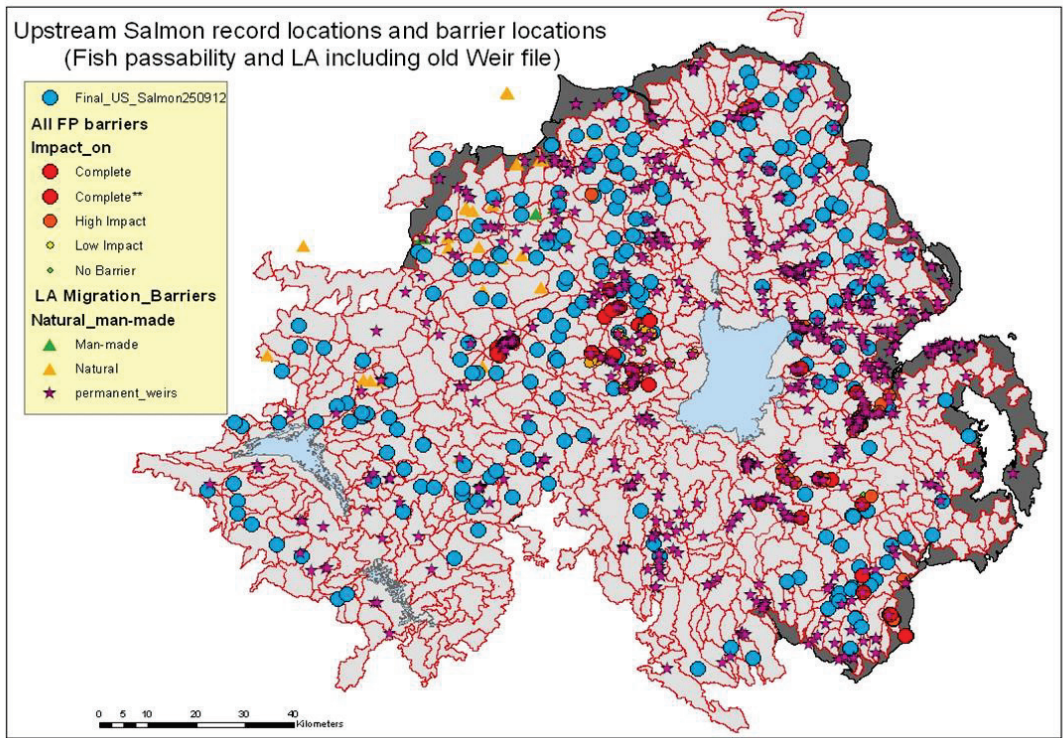 Upstream Salmon record locations and barrier locations
(Fish passability and LA including old Weir file)
Final_US_Salmon250912
All FP barriers
Impact_on
Complete
Complete**
High Impact
Low Impact
No Barrier
LA Migration_Barriers
Natural_man-made
Man-made
Natural
permanent_weirs
0 5 10 20 30 40
Kilometers